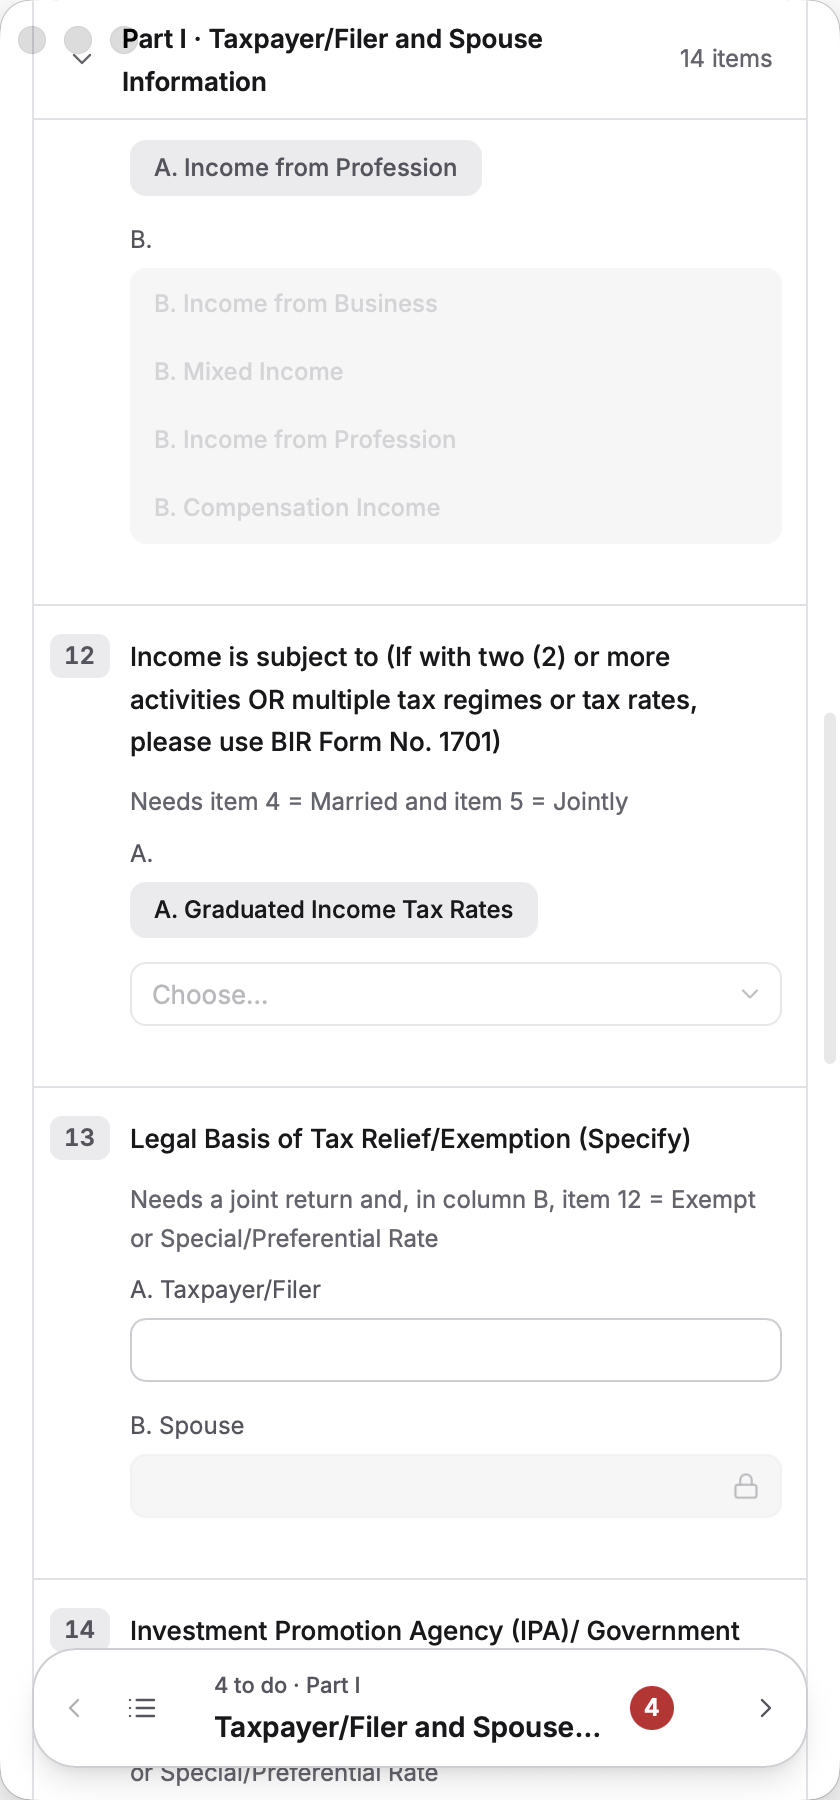 Part I · Taxpayer/Filer and Spouse
Information
14 items
A. Income from Profession
B.
B. Income from Business
B. Mixed Income
B. Income from Profession
B. Compensation Income
12
Income is subject to (If with two (2) or more
activities OR multiple tax regimes or tax rates,
please use BIR Form No. 1701)
Needs item 4 = Married and item 5 = Jointly
A.
A. Graduated Income Tax Rates
Choose...
13
Legal Basis of Tax Relief/Exemption (Specify)
Needs a joint return and, in column B, item 12 = Exempt
or Special/Preferential Rate
A. Taxpayer/Filer
B. Spouse
14
Investment Promotion Agency (IPA)/ Government
4 to do · Part I
Taxpayer/Filer and Spouse...
4
or Special/Preferential Rate